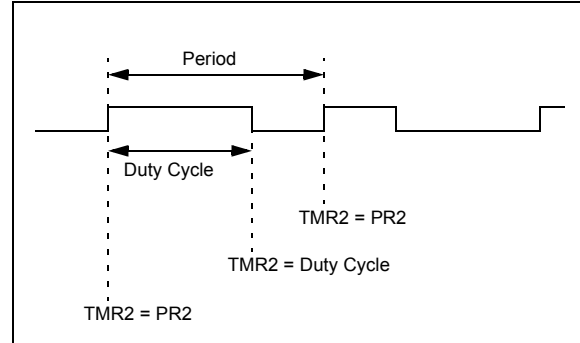 Period
Duty Cycle
TMR2 = PR2
TMR2 = Duty Cycle
TMR2 = PR2